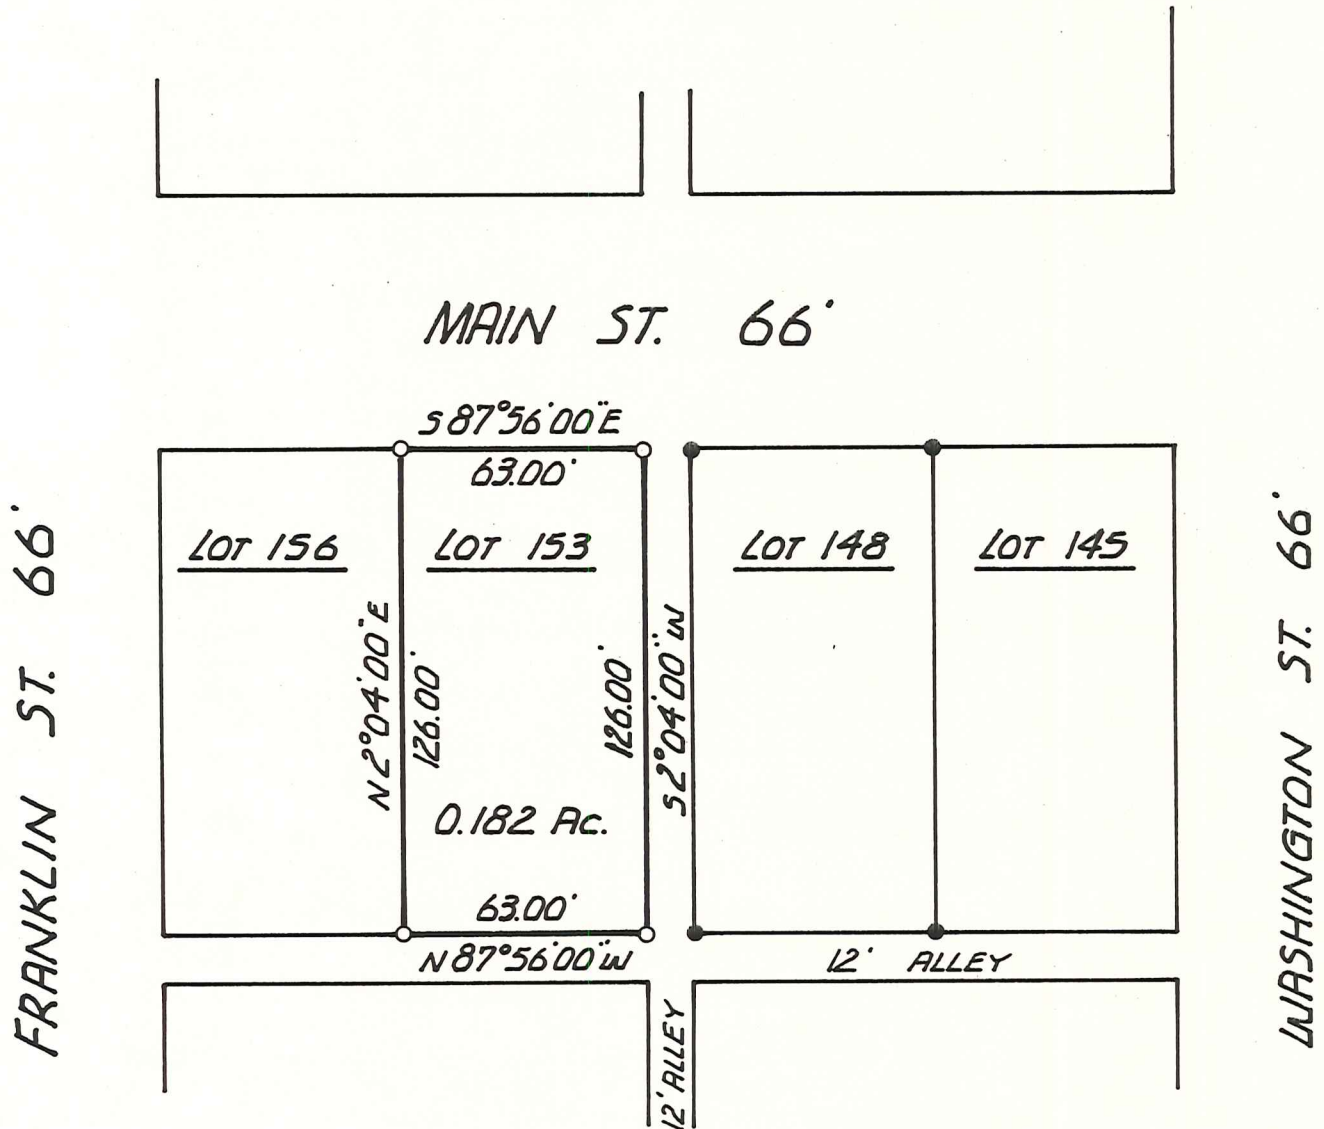 MAIN ST. 66'
S 87°56'00"E
63.00'
FRANKLIN ST. 66'
LOT 156
LOT 153
LOT 148
LOT 145
WASHINGTON ST. 66'
N 2°04'00"E
126.00'
126.00'
S 2°04'00"W
0.182 Ac.
63.00'
N 87°56'00"W
12' ALLEY
12' ALLEY